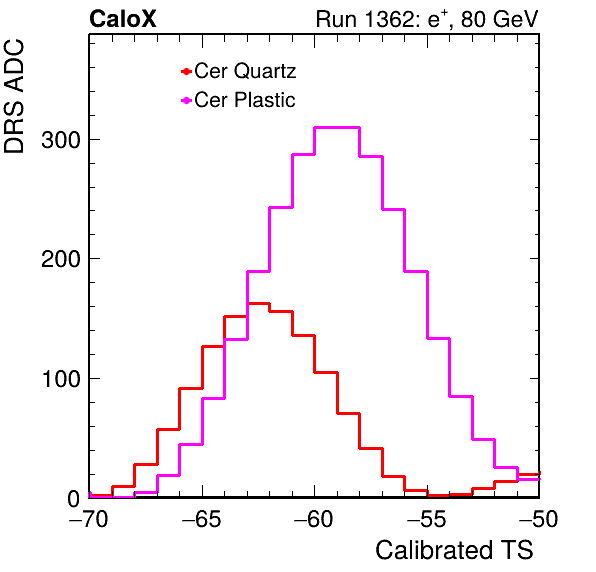 CaloX Run 1362: e⁺, 80 GeV
DRS ADC
Cer Quartz
Cer Plastic
300
200
100
0
−70 −65 −60 −55 −50
Calibrated TS